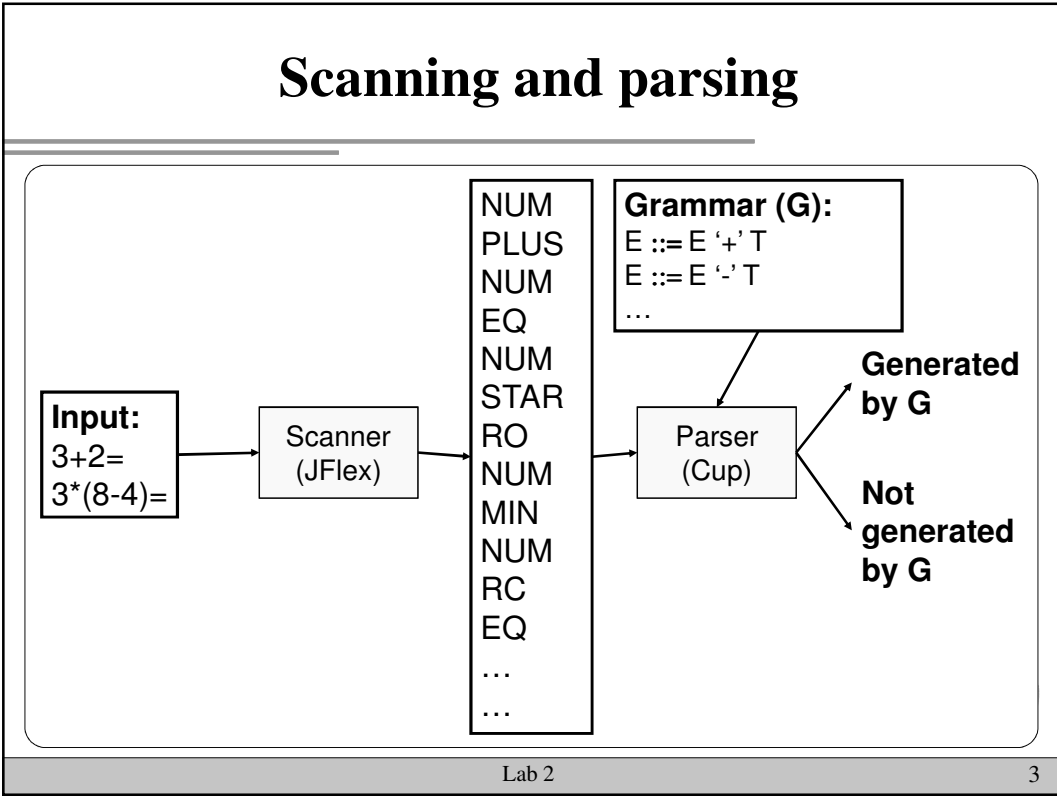 Scanning and parsing
Input:
3+2=
3*(8-4)=
Scanner
(JFlex)
NUM
PLUS
NUM
EQ
NUM
STAR
RO
NUM
MIN
NUM
RC
EQ
…
…
Grammar (G):
E ::= E ‘+’ T
E ::= E ‘-’ T
…
Parser
(Cup)
Generated
by G
Not
generated
by G
Lab 2
3